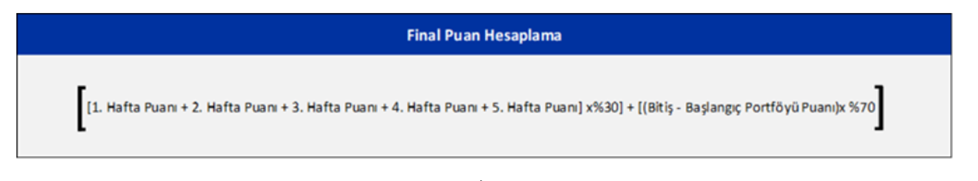 Final Puan Hesaplama
[[1. Hafta Puanı + 2. Hafta Puanı + 3. Hafta Puanı + 4. Hafta Puanı + 5. Hafta Puanı] x%30] + [(Bitiş - Başlangıç Portföyü Puanı)x %70]